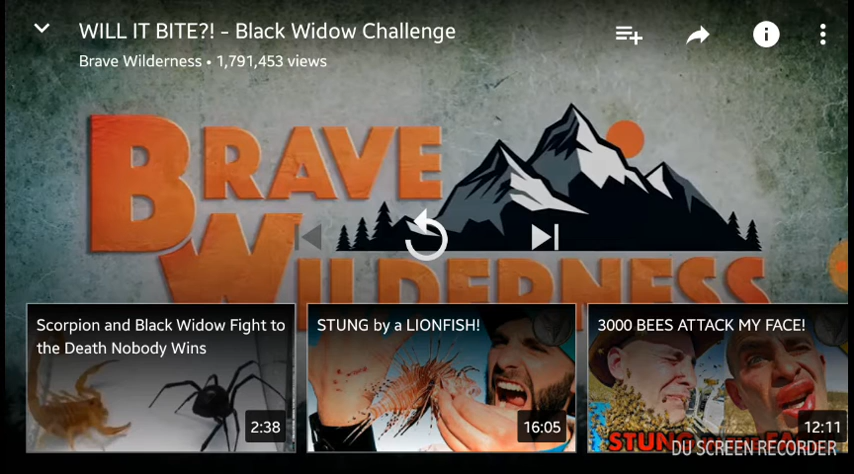 WILL IT BITE?! - Black Widow Challenge
Brave Wilderness • 1,791,453 views
BRAVE
WILDERNESS
Scorpion and Black Widow Fight to
the Death Nobody Wins
2:38
STUNG by a LIONFISH!
16:05
3000 BEES ATTACK MY FACE!
12:11
STUNG
DU SCREEN RECORDER